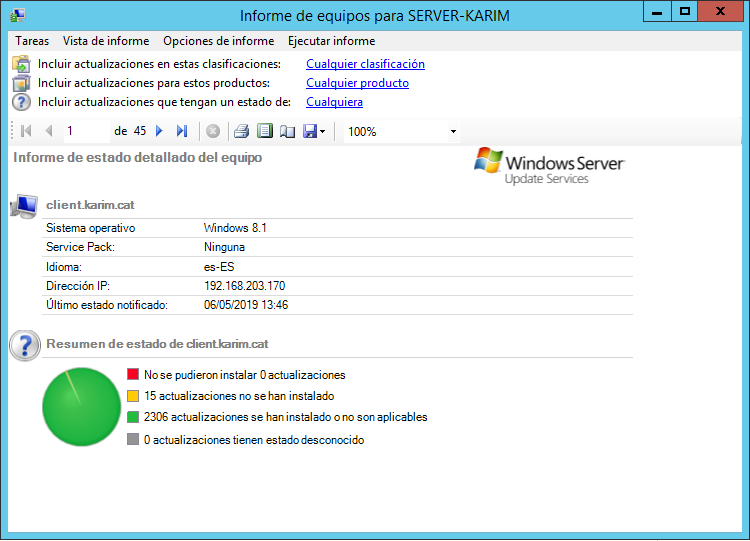 Informe de equipos para SERVER-KARIM
Tareas Vista de informe Opciones de informe Ejecutar informe
Incluir actualizaciones en estas clasificaciones: Cualquier clasificación
Incluir actualizaciones para estos productos: Cualquier producto
Incluir actualizaciones que tengan un estado de: Cualquiera
1 de 45 100%
Informe de estado detallado del equipo
Windows Server
Update Services
client.karim.cat
Sistema operativo Windows 8.1
Service Pack: Ninguna
Idioma: es-ES
Dirección IP: 192.168.203.170
Último estado notificado: 06/05/2019 13:46
Resumen de estado de client.karim.cat
No se pudieron instalar 0 actualizaciones
15 actualizaciones no se han instalado
2306 actualizaciones se han instalado o no son aplicables
0 actualizaciones tienen estado desconocido